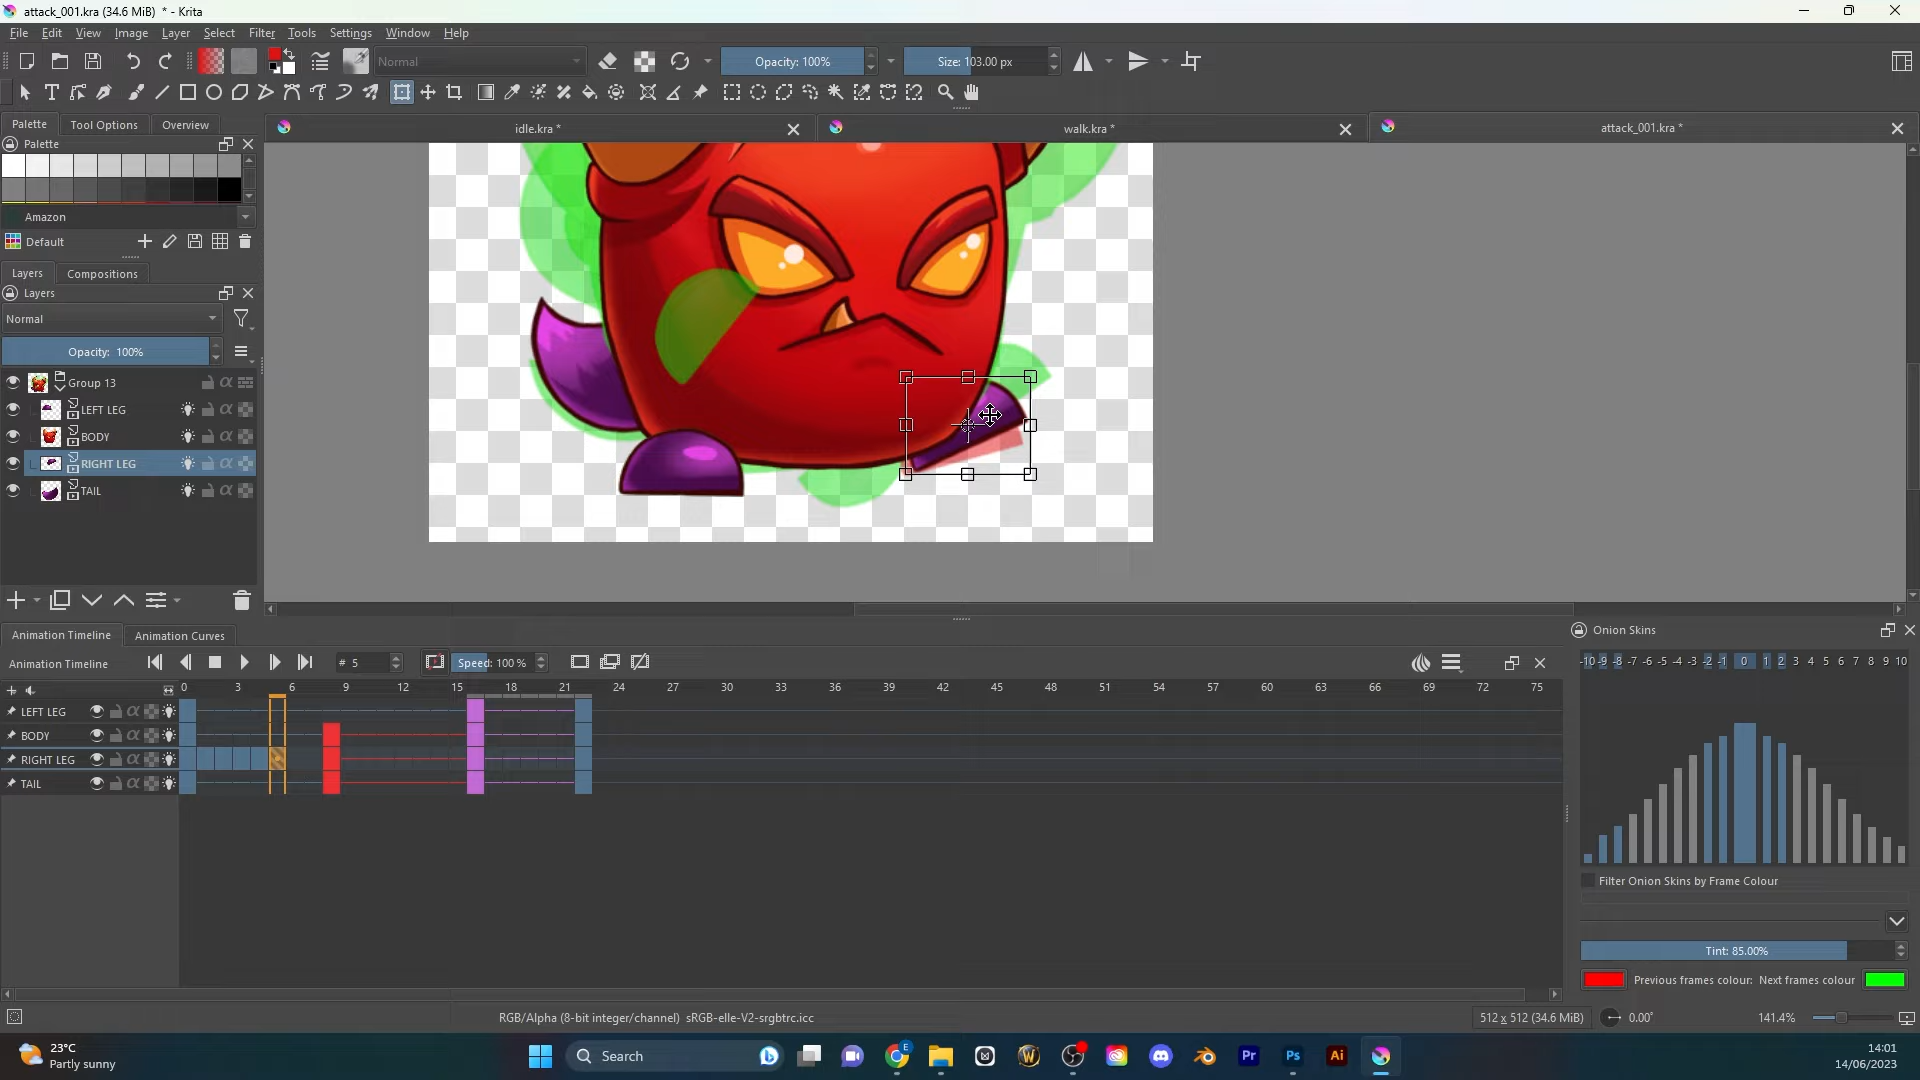 attack_001.kra (34.6 MiB) * - Krita
File Edit View Image Layer Select Filter Tools Settings Window Help
Normal Opacity: 100% Size: 103.00 px
Palette Tool Options Overview idle.kra * walk.kra * attack_001.kra *
Palette
Amazon
Default
Layers Compositions
Layers
Normal
Opacity: 100%
Group 13
LEFT LEG
BODY
RIGHT LEG
TAIL
Animation Timeline Animation Curves
Animation Timeline # 5 Speed: 100 %
0 3 6 9 12 15 18 21 24 27 30 33 36 39 42 45 48 51 54 57 60 63 66 69 72 75
LEFT LEG
BODY
RIGHT LEG
TAIL
Onion Skins
-10 -9 -8 -7 -6 -5 -4 -3 -2 -1 0 1 2 3 4 5 6 7 8 9 10
Filter Onion Skins by Frame Colour
Tint: 85.00%
Previous frames colour: Next frames colour
RGB/Alpha (8-bit integer/channel) sRGB-elle-V2-srgbtrc.icc 512 x 512 (34.6 MiB) 0.00° 141.4%
23°C
Partly sunny
Search
E
Pr
Ps
Ai
14:01
14/06/2023